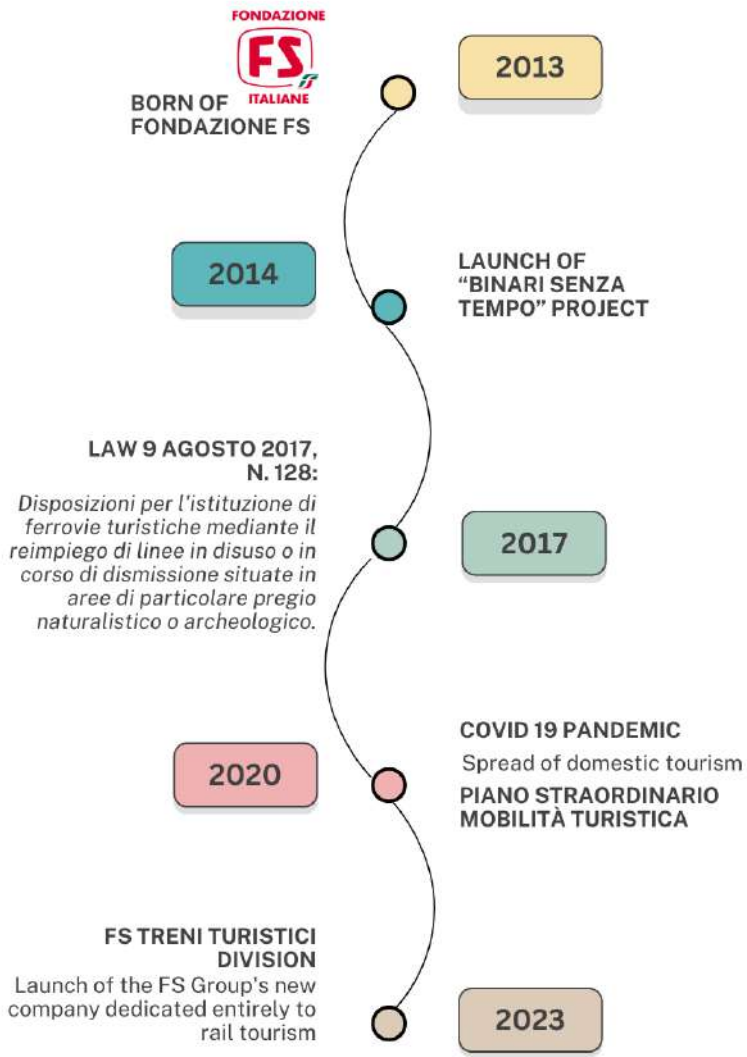 FONDAZIONE
FS
ITALIANE
BORN OF
FONDAZIONE FS
2013
2014
LAUNCH OF
“BINARI SENZA
TEMPO” PROJECT
LAW 9 AGOSTO 2017,
N. 128:
Disposizioni per l'istituzione di
ferrovie turistiche mediante il
reimpiego di linee in disuso o in
corso di dismissione situate in
aree di particolare pregio
naturalistico o archeologico.
2017
2020
COVID 19 PANDEMIC
Spread of domestic tourism
PIANO STRAORDINARIO
MOBILITÀ TURISTICA
FS TRENI TURISTICI
DIVISION
Launch of the FS Group's new
company dedicated entirely to
rail tourism
2023